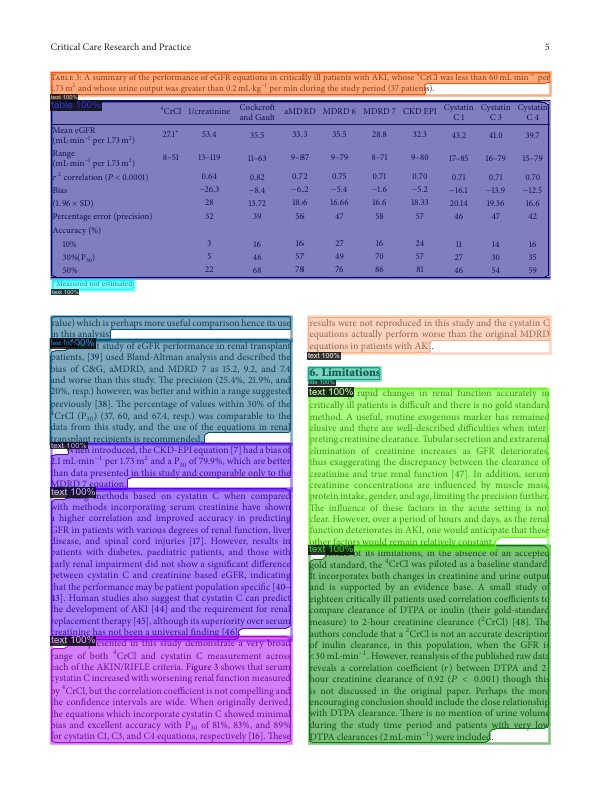 Critical Care Research and Practice 5
TABLE 3: A summary of the performance of eGFR equations in critically ill patients with AKI, whose ⁴CrCl was less than 60 mL·min⁻¹ per
1.73 m² and whose urine output was greater than 0.2 mL·kg⁻¹ per min during the study period (37 patients).
text 100%
table 100%
⁴CrCl 1/creatinine Cockcroft and Gault aMDRD MDRD 6 MDRD 7 CKD EPI Cystatin C 1 Cystatin C 3 Cystatin C 4
Mean eGFR (mL·min⁻¹ per 1.73 m²) 27.1* 53.4 35.5 33.3 35.5 28.8 32.3 43.2 41.0 39.7
Range (mL·min⁻¹ per 1.73 m²) 8–51 13–119 11–63 9–87 9–79 8–71 9–80 17–85 16–79 15–79
r² correlation (P < 0.0001) 0.64 0.82 0.72 0.75 0.71 0.70 0.71 0.71 0.70
Bias −26.3 −8.4 −6.2 −5.4 −1.6 −5.2 −16.1 −13.9 −12.5
(1.96 × SD) 28 13.72 18.6 16.66 16.6 18.33 20.14 19.36 16.6
Percentage error (precision) 52 39 56 47 58 57 46 47 42
Accuracy (%)
10% 3 16 16 27 16 24 11 14 16
30%(P₃₀) 5 46 57 49 70 57 27 30 35
50% 22 68 78 76 86 81 46 54 59
*Measured not estimated
text 100%
value) which is perhaps more useful comparison hence its use
in this analysis.
text 100%
study of eGFR performance in renal transplant
patients, [39] used Bland-Altman analysis and described the
bias of C&G, aMDRD, and MDRD 7 as 15.2, 9.2, and 7.4
and worse than this study. The precision (25.4%, 21.9%, and
20%, resp.) however, was better and within a range suggested
previously [38]. The percentage of values within 30% of the
⁴CrCl (P30) (37, 60, and 67.4, resp.) was comparable to the
data from this study, and the use of the equations in renal
transplant recipients is recommended.
text 100%
When introduced, the CKD-EPI equation [7] had a bias of
2.1 mL·min⁻¹ per 1.73 m² and a P₃₀ of 79.9%, which are better
than data presented in this study and comparable only to the
MDRD 7 equation.
text 100%
methods based on cystatin C when compared
with methods incorporating serum creatinine have shown
a higher correlation and improved accuracy in predicting
GFR in patients with various degrees of renal function, liver
disease, and spinal cord injuries [17]. However, results in
patients with diabetes, paediatric patients, and those with
early renal impairment did not show a significant difference
between cystatin C and creatinine based eGFR, indicating
that the performance may be patient population specific [40–
43]. Human studies also suggest that cystatin C can predict
the development of AKI [44] and the requirement for renal
replacement therapy [45], although its superiority over serum
creatinine has not been a universal finding [46].
text 100%
presented in this study demonstrate a very broad
range of both ⁴CrCl and cystatin C measurement across
each of the AKIN/RIFLE criteria. Figure 3 shows that serum
cystatin C increased with worsening renal function measured
by ⁴CrCl, but the correlation coefficient is not compelling and
the confidence intervals are wide. When originally derived,
the equations which incorporate cystatin C showed minimal
bias and excellent accuracy with P₃₀ of 81%, 83%, and 89%
for cystatin C1, C3, and C4 equations, respectively [16]. These
results were not reproduced in this study and the cystatin C
equations actually perform worse than the original MDRD
equations in patients with AKI.
text 100%
6. Limitations
title 100%
text 100%
rapid changes in renal function accurately in
critically ill patients is difficult and there is no gold standard
method. A useful, routine exogenous marker has remained
elusive and there are well-described difficulties when inter-
preting creatinine clearance. Tubular secretion and extrarenal
elimination of creatinine increases as GFR deteriorates,
thus exaggerating the discrepancy between the clearance of
creatinine and true renal function [47]. In addition, serum
creatinine concentrations are influenced by muscle mass,
protein intake, gender, and age, limiting the precision further.
The influence of these factors in the acute setting is not
clear. However, over a period of hours and days, as the renal
function deteriorates, one would anticipate that these
other factors would remain relatively constant.
text 100%
of its limitations, in the absence of an accepted
gold standard, the ⁴CrCl was piloted as a baseline standard.
It incorporates both changes in creatinine and urine output
and is supported by an evidence base. A small study of
eighteen critically ill patients used correlation coefficients to
compare clearance of DTPA or inulin (their gold-standard
measure) to 2-hour creatinine clearance (²CrCl) [48]. The
authors conclude that a ²CrCl is not an accurate description
of inulin clearance, in this population, when the GFR is
<30 mL·min⁻¹. However, reanalysis of the published raw data
reveals a correlation coefficient (r) between DTPA and 2-
hour creatinine clearance of 0.92 (P < 0.001) though this
is not discussed in the original paper. Perhaps the more
encouraging conclusion should include the close relationship
with DTPA clearance. There is no mention of urine volume
during the study time period and patients with very low
DTPA clearances (2 mL·min⁻¹) were included.